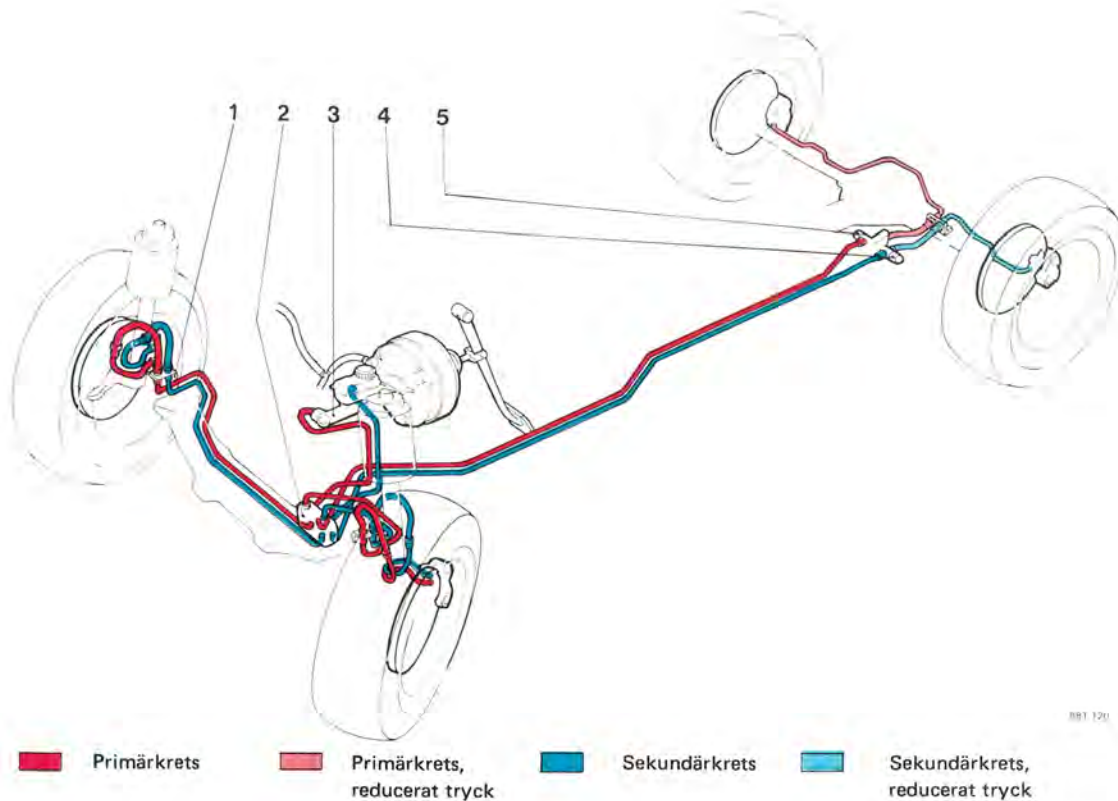 1 2 3 4 5
Primärkrets
Primärkrets,
reducerat tryck
Sekundärkrets
Sekundärkrets,
reducerat tryck